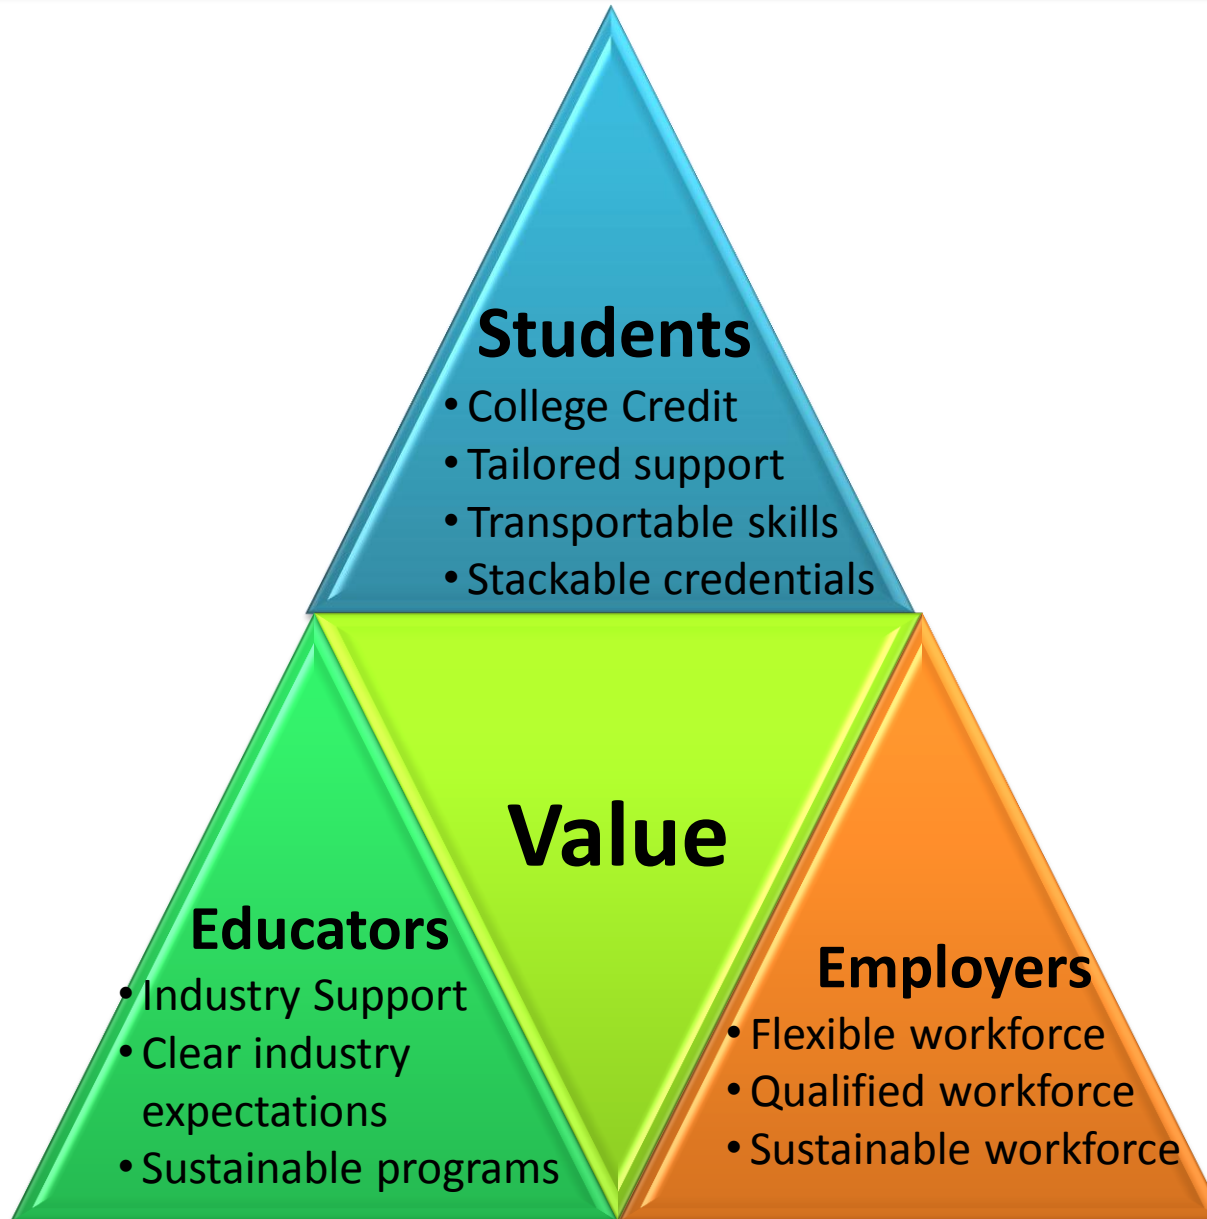 Students
• College Credit
• Tailored support
• Transportable skills
• Stackable credentials
Value
Educators
• Industry Support
• Clear industry
expectations
• Sustainable programs
Employers
• Flexible workforce
• Qualified workforce
• Sustainable workforce